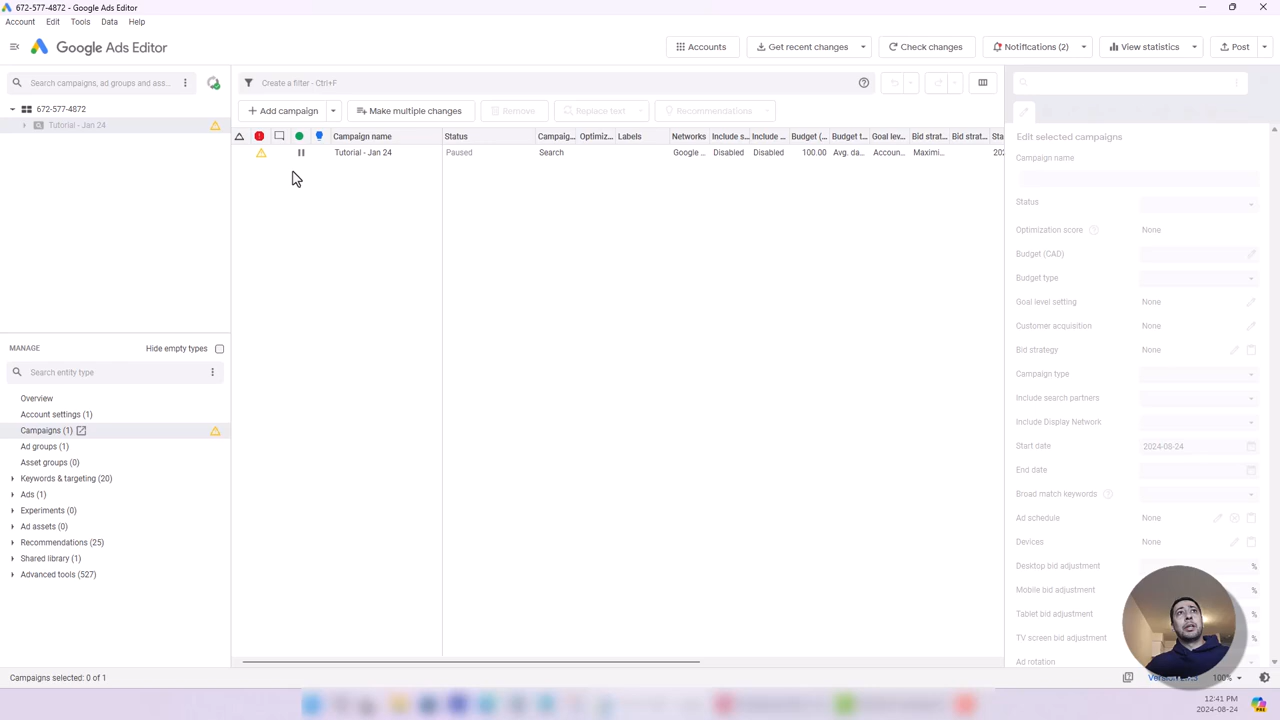 672-577-4872 - Google Ads Editor
Account Edit Tools Data Help
Google Ads Editor
Accounts
Get recent changes
Check changes
Notifications (2)
View statistics
Post
Search campaigns, ad groups and ass...
Create a filter - Ctrl+F
672-577-4872
Tutorial - Jan 24
Add campaign
Make multiple changes
Remove
Replace text
Recommendations
Campaign name Status Campaig... Optimiz... Labels Networks Include s... Include ... Budget (... Budget t... Goal lev... Bid strat... Bid strat... Sta
Tutorial - Jan 24 Paused Search Google ... Disabled Disabled 100.00 Avg. da... Accoun... Maximi... 202
MANAGE
Hide empty types
Search entity type
Overview
Account settings (1)
Campaigns (1)
Ad groups (1)
Asset groups (0)
Keywords & targeting (20)
Ads (1)
Experiments (0)
Ad assets (0)
Recommendations (25)
Shared library (1)
Advanced tools (527)
Edit selected campaigns
Campaign name
Status
Optimization score None
Budget (CAD)
Budget type
Goal level setting None
Customer acquisition None
Bid strategy None
Campaign type
Include search partners
Include Display Network
Start date 2024-08-24
End date
Broad match keywords
Ad schedule None
Devices None
Desktop bid adjustment %
Mobile bid adjustment %
Tablet bid adjustment %
TV screen bid adjustment %
Ad rotation
Campaigns selected: 0 of 1
100%
12:41 PM
2024-08-24